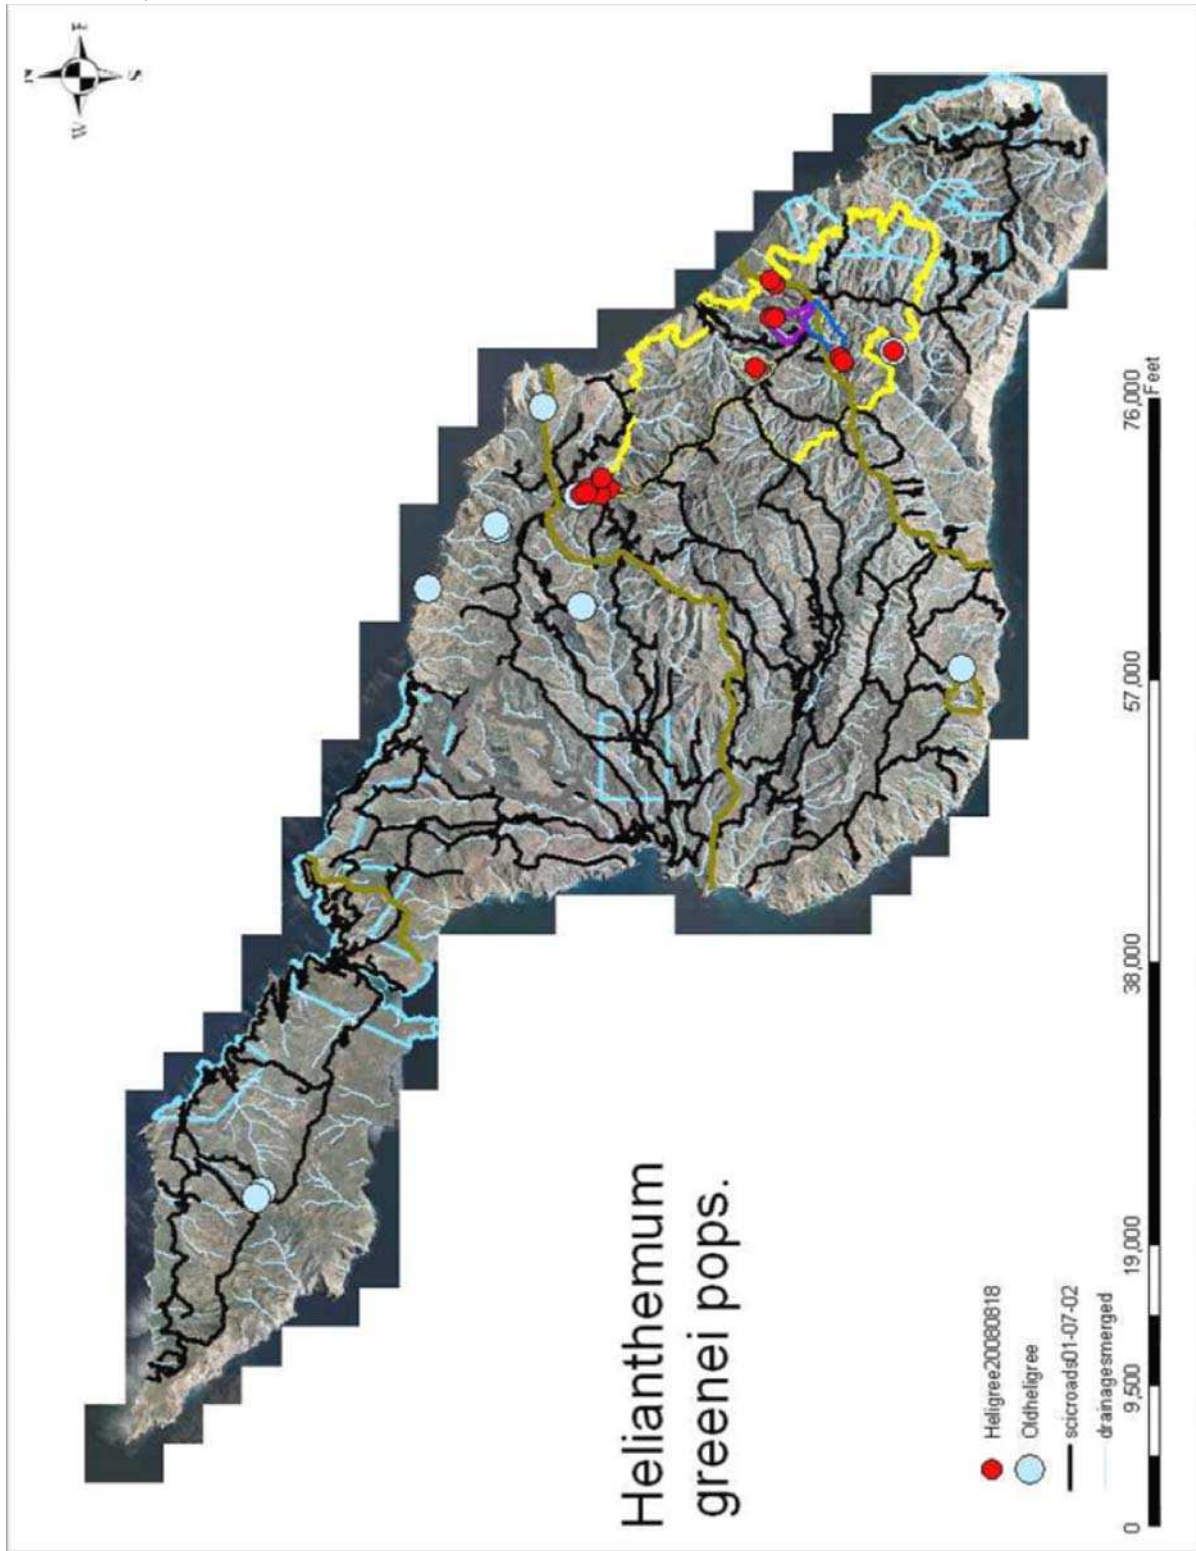 N
E
S
W
Helianthemum
greenei pops.
Heligree20080818
Oldheligree
sciroads01-07-02
drainagesmerged
0 9,500 19,000 38,000 57,000 76,000
Feet